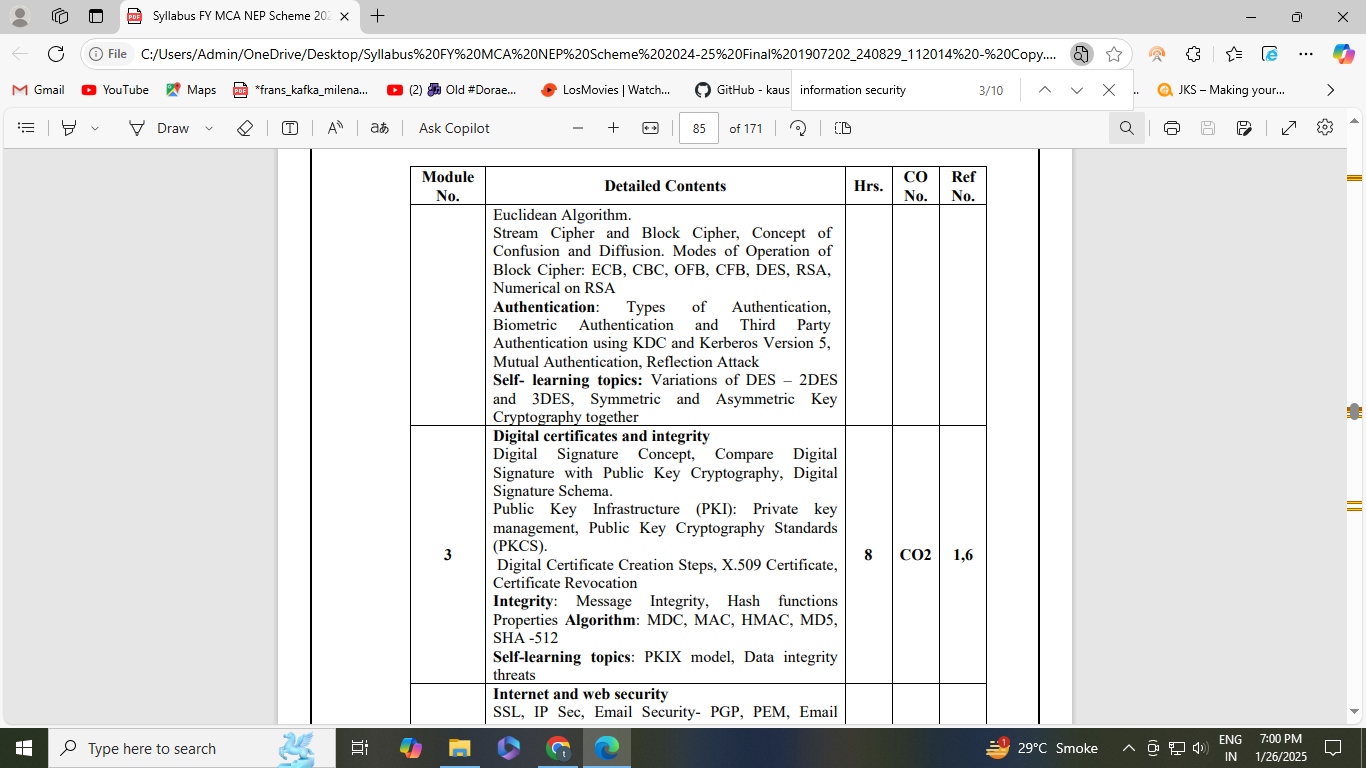 Syllabus FY MCA NEP Scheme 202
File
C:/Users/Admin/OneDrive/Desktop/Syllabus%20FY%20MCA%20NEP%20Scheme%202024-25%20Final%201907202_240829_112014%20-%20Copy....
Gmail
YouTube
Maps
*frans_kafka_milena...
(2) Old #Dorae...
LosMovies | Watch...
GitHub - kaus
information security
3/10
JKS – Making your...
Draw
Ask Copilot
85
of 171
Module No.
Detailed Contents
Hrs.
CO No.
Ref No.
Euclidean Algorithm.
Stream Cipher and Block Cipher, Concept of
Confusion and Diffusion. Modes of Operation of
Block Cipher: ECB, CBC, OFB, CFB, DES, RSA,
Numerical on RSA
Authentication: Types of Authentication,
Biometric Authentication and Third Party
Authentication using KDC and Kerberos Version 5,
Mutual Authentication, Reflection Attack
Self- learning topics: Variations of DES – 2DES
and 3DES, Symmetric and Asymmetric Key
Cryptography together
3
Digital certificates and integrity
Digital Signature Concept, Compare Digital
Signature with Public Key Cryptography, Digital
Signature Schema.
Public Key Infrastructure (PKI): Private key
management, Public Key Cryptography Standards
(PKCS).
Digital Certificate Creation Steps, X.509 Certificate,
Certificate Revocation
Integrity: Message Integrity, Hash functions
Properties Algorithm: MDC, MAC, HMAC, MD5,
SHA -512
Self-learning topics: PKIX model, Data integrity
threats
8
CO2
1,6
Internet and web security
SSL, IP Sec, Email Security- PGP, PEM, Email
Type here to search
29°C Smoke
ENG
IN
7:00 PM
1/26/2025